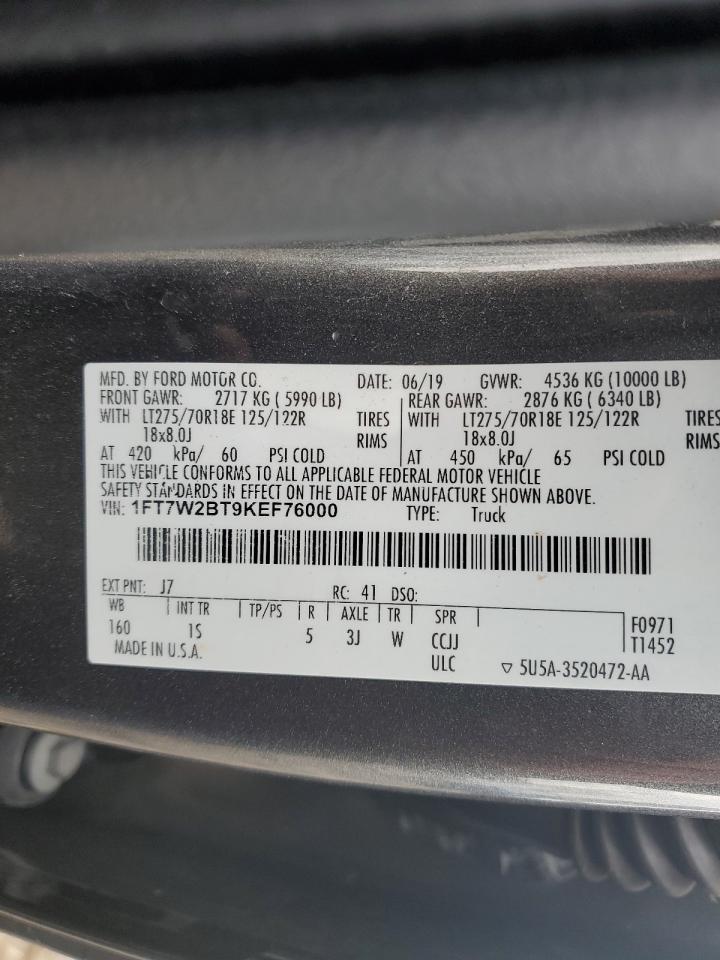 MFD. BY FORD MOTOR CO. DATE: 06/19 GVWR: 4536 KG (10000 LB)
FRONT GAWR: 2717 KG ( 5990 LB) REAR GAWR: 2876 KG ( 6340 LB)
WITH LT275/70R18E 125/122R TIRES WITH LT275/70R18E 125/122R TIRES
18x8.0J RIMS 18x8.0J RIMS
AT 420 kPa/ 60 PSI COLD AT 450 kPa/ 65 PSI COLD
THIS VEHICLE CONFORMS TO ALL APPLICABLE FEDERAL MOTOR VEHICLE
SAFETY STANDARDS IN EFFECT ON THE DATE OF MANUFACTURE SHOWN ABOVE.
VIN: 1FT7W2BT9KEF76000 TYPE: Truck
EXT PNT: J7 RC: 41 DSO:
WB | INT TR | TP/PS | R | AXLE | TR | SPR | F0971
160 1S 5 3J W CCJJ T1452
MADE IN U.S.A. ULC ▽ 5U5A-3520472-AA